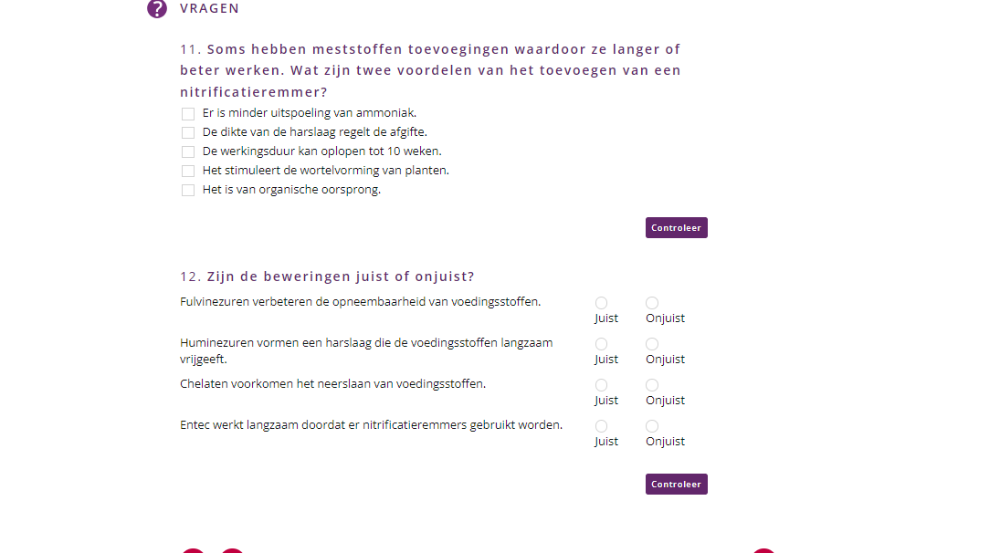 ?
VRAGEN
11. Soms hebben meststoffen toevoegingen waardoor ze langer of
beter werken. Wat zijn twee voordelen van het toevoegen van een
nitrificatieremmer?
Er is minder uitspoeling van ammoniak.
De dikte van de harslaag regelt de afgifte.
De werkingsduur kan oplopen tot 10 weken.
Het stimuleert de wortelvorming van planten.
Het is van organische oorsprong.
Controleer
12. Zijn de beweringen juist of onjuist?
Fulvinezuren verbeteren de opneembaarheid van voedingsstoffen.
Juist Onjuist
Huminezuren vormen een harslaag die de voedingsstoffen langzaam
vrijgeeft.
Juist Onjuist
Chelaten voorkomen het neerslaan van voedingsstoffen.
Juist Onjuist
Entec werkt langzaam doordat er nitrificatieremmers gebruikt worden.
Juist Onjuist
Controleer